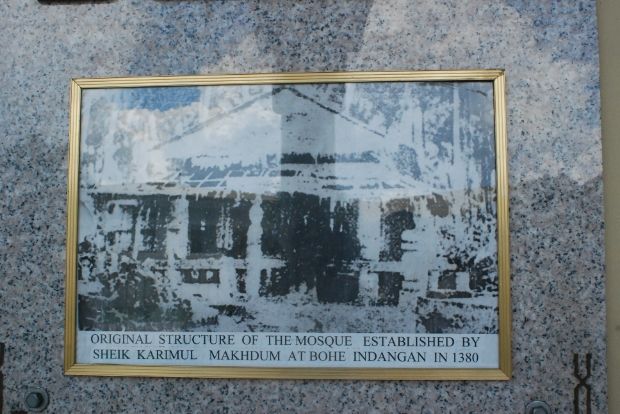 ORIGINAL STRUCTURE OF THE MOSQUE ESTABLISHED BY
SHEIK KARIMUL MAKHDUM AT BOHE INDANGAN IN 1380